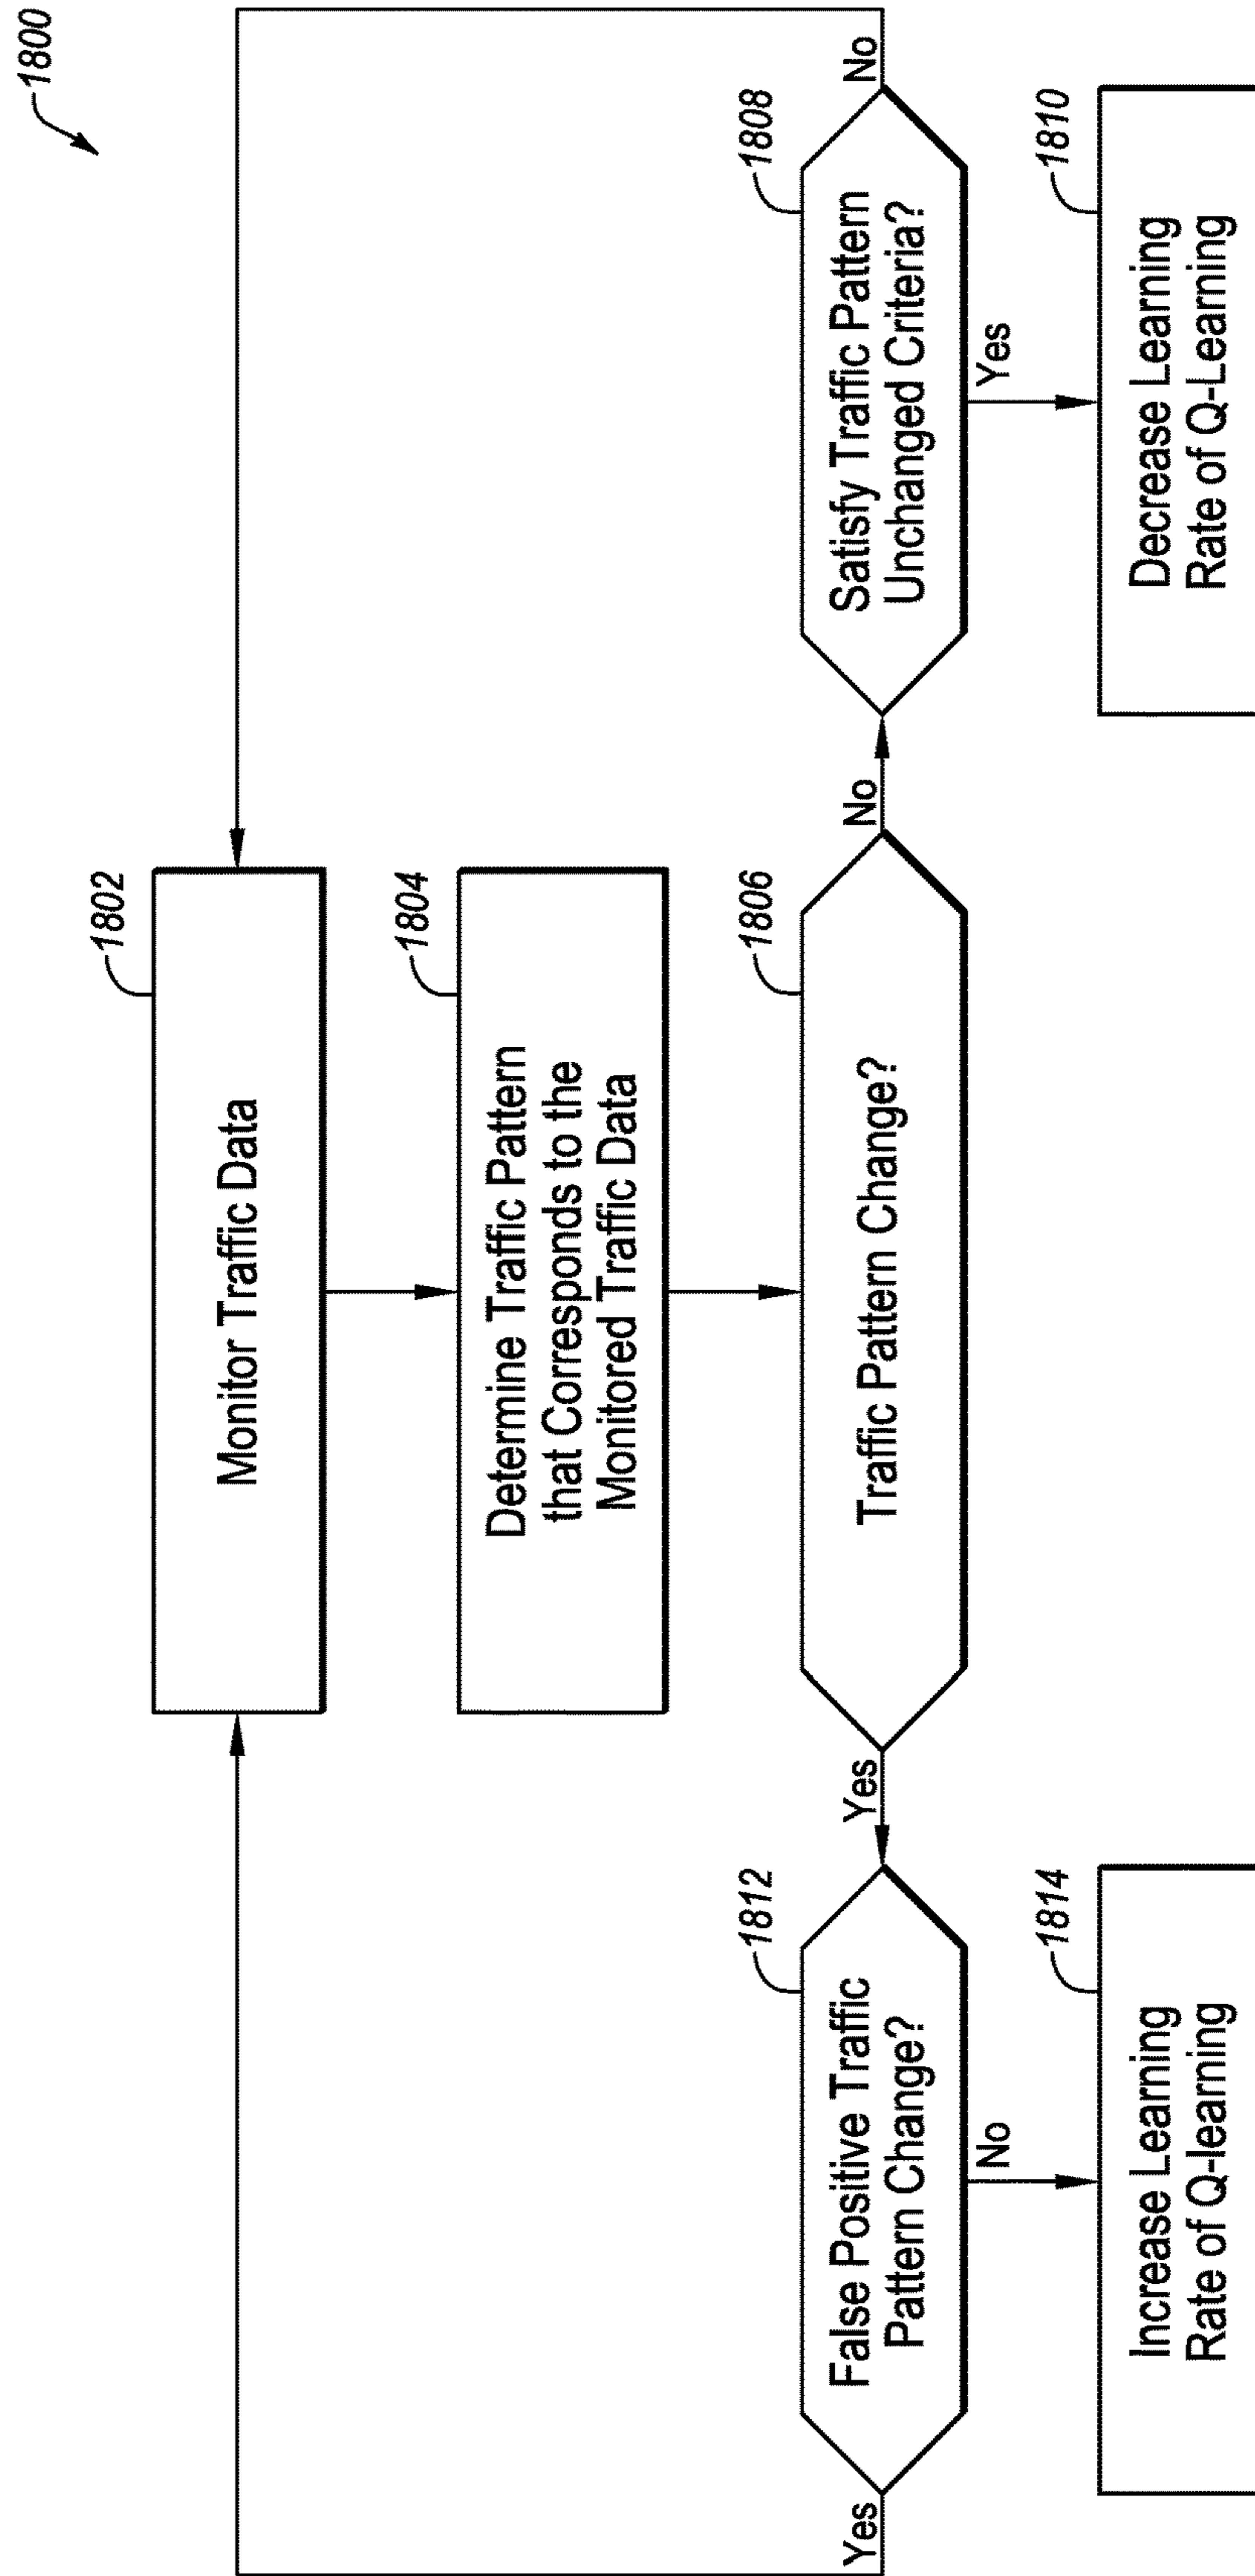 1800
1802
Monitor Traffic Data
1804
Determine Traffic Pattern
that Corresponds to the
Monitored Traffic Data
1806
Traffic Pattern Change?
Yes
No
1812
False Positive Traffic
Pattern Change?
Yes
No
1808
Satisfy Traffic Pattern
Unchanged Criteria?
No
Yes
1814
Increase Learning
Rate of Q-learning
1810
Decrease Learning
Rate of Q-Learning